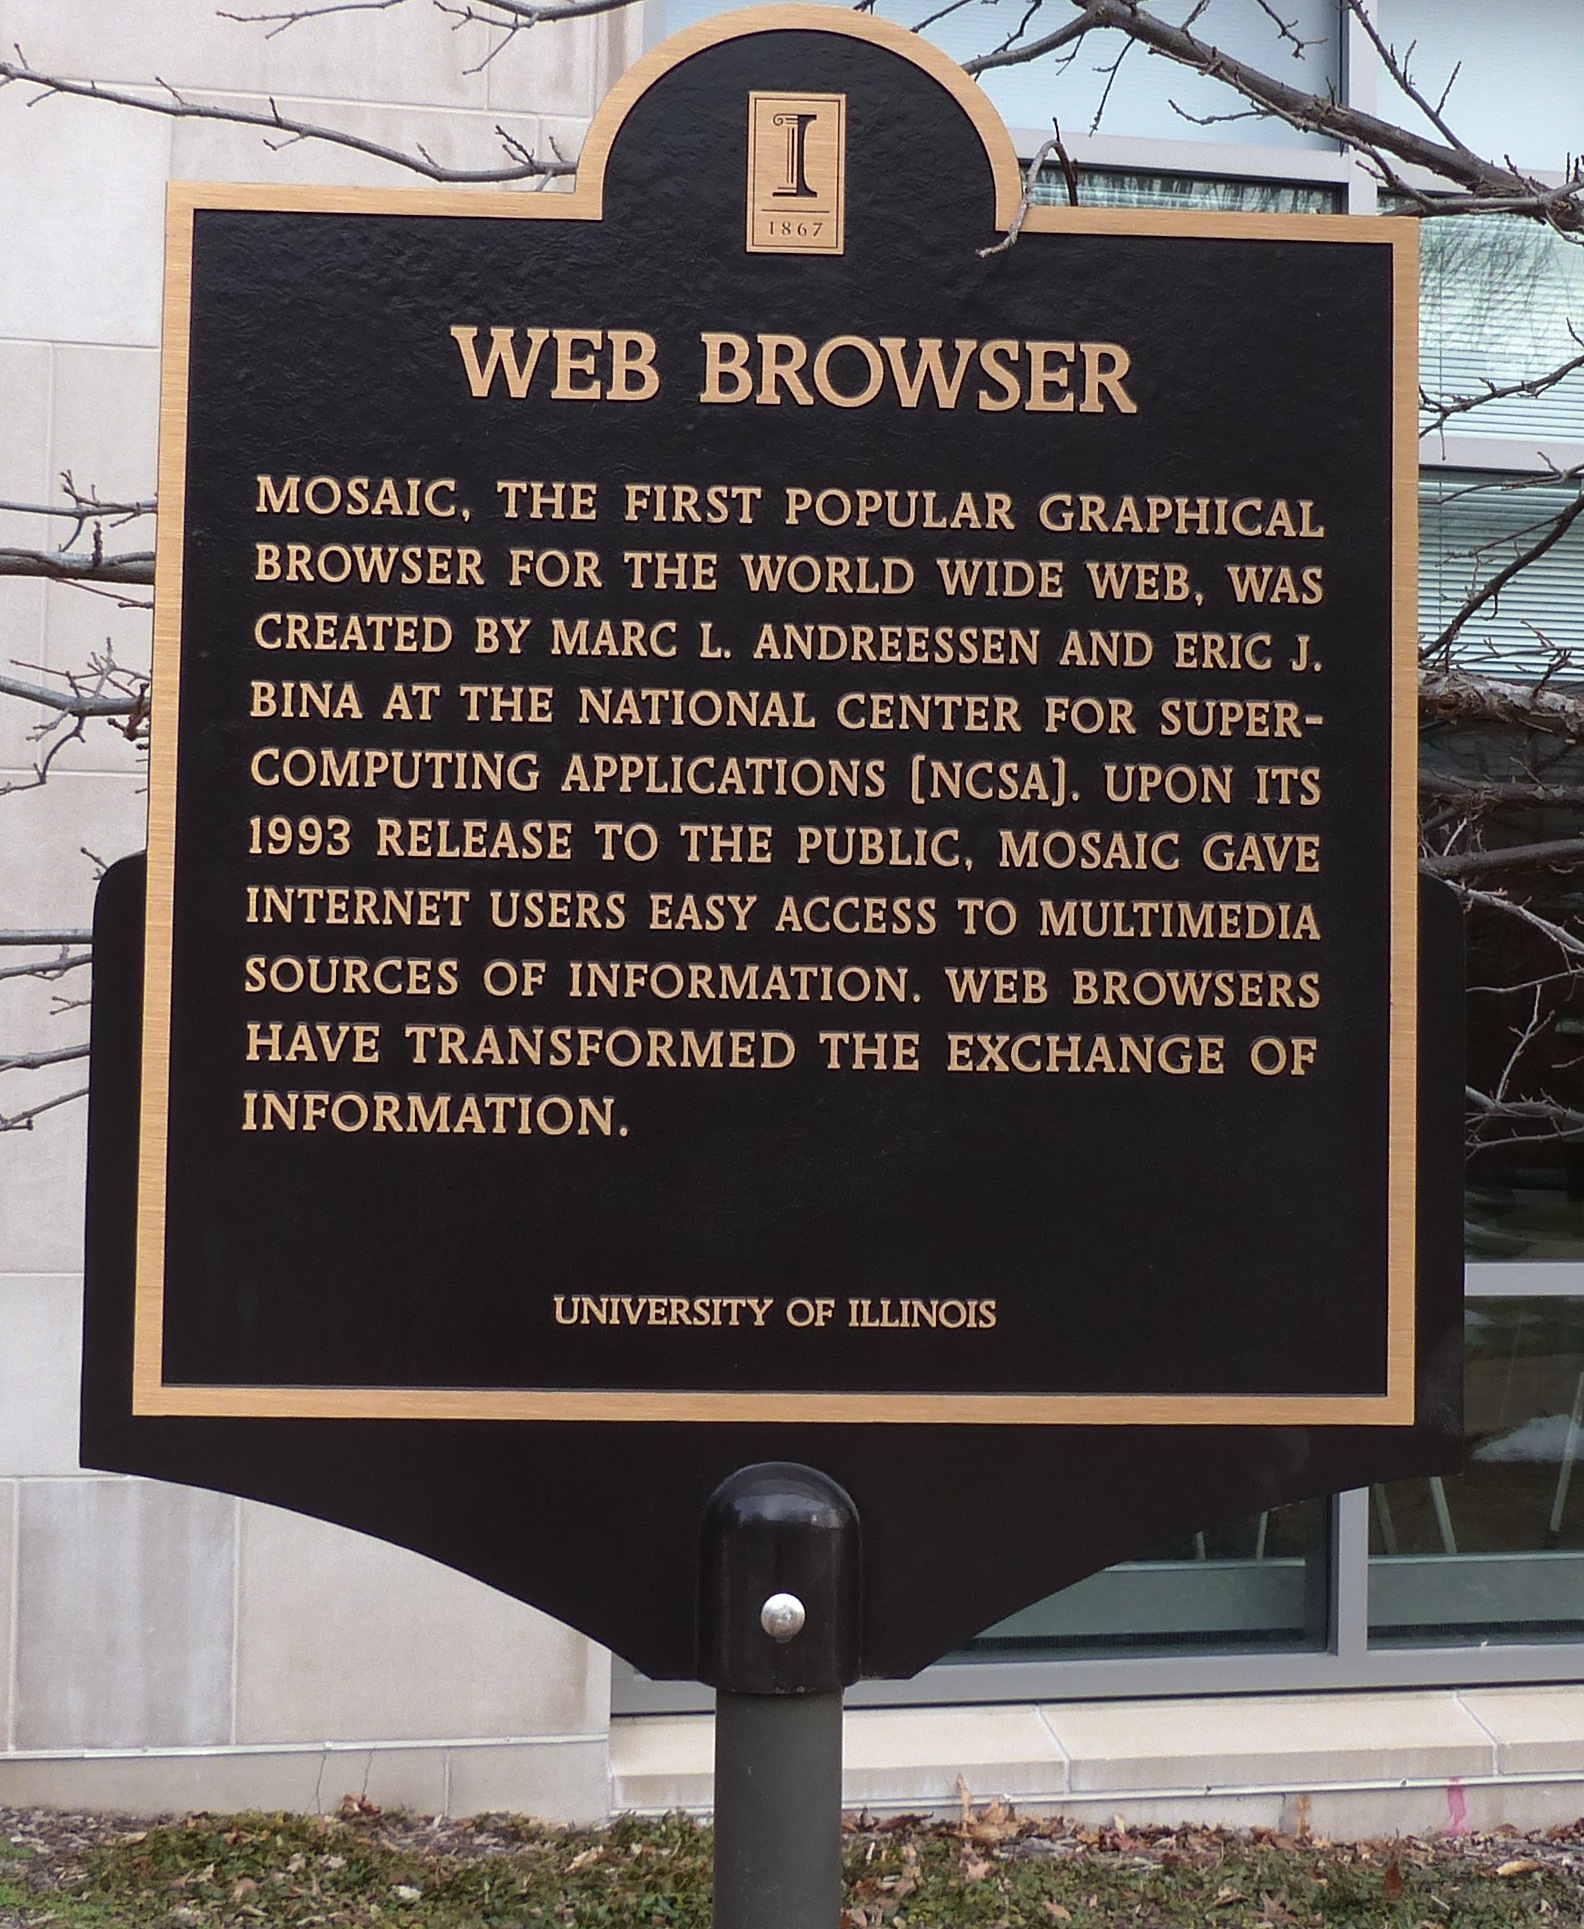 I
1867
WEB BROWSER
MOSAIC, THE FIRST POPULAR GRAPHICAL
BROWSER FOR THE WORLD WIDE WEB, WAS
CREATED BY MARC L. ANDREESSEN AND ERIC J.
BINA AT THE NATIONAL CENTER FOR SUPER-
COMPUTING APPLICATIONS [NCSA]. UPON ITS
1993 RELEASE TO THE PUBLIC, MOSAIC GAVE
INTERNET USERS EASY ACCESS TO MULTIMEDIA
SOURCES OF INFORMATION. WEB BROWSERS
HAVE TRANSFORMED THE EXCHANGE OF
INFORMATION.
UNIVERSITY OF ILLINOIS